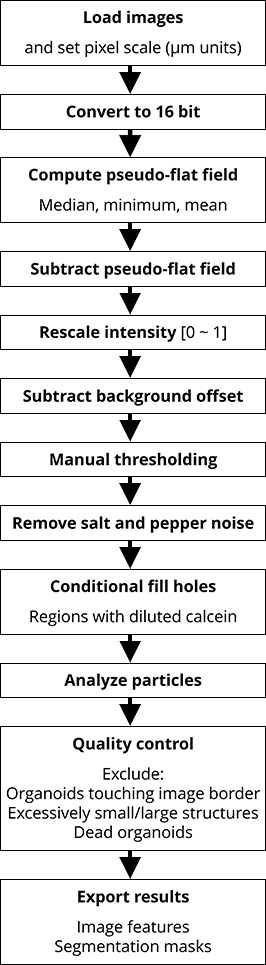 Load images
and set pixel scale (µm units)
Convert to 16 bit
Compute pseudo-flat field
Median, minimum, mean
Subtract pseudo-flat field
Rescale intensity [0 ~ 1]
Subtract background offset
Manual thresholding
Remove salt and pepper noise
Conditional fill holes
Regions with diluted calcein
Analyze particles
Quality control
Exclude:
Organoids touching image border
Excessively small/large structures
Dead organoids
Export results
Image features
Segmentation masks